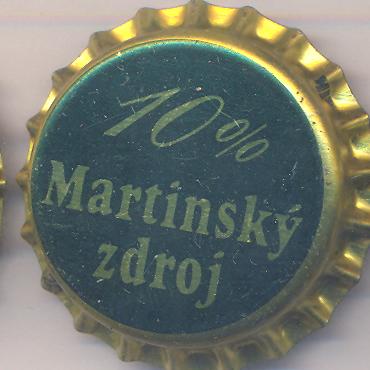 10%
Martinský
zdroj